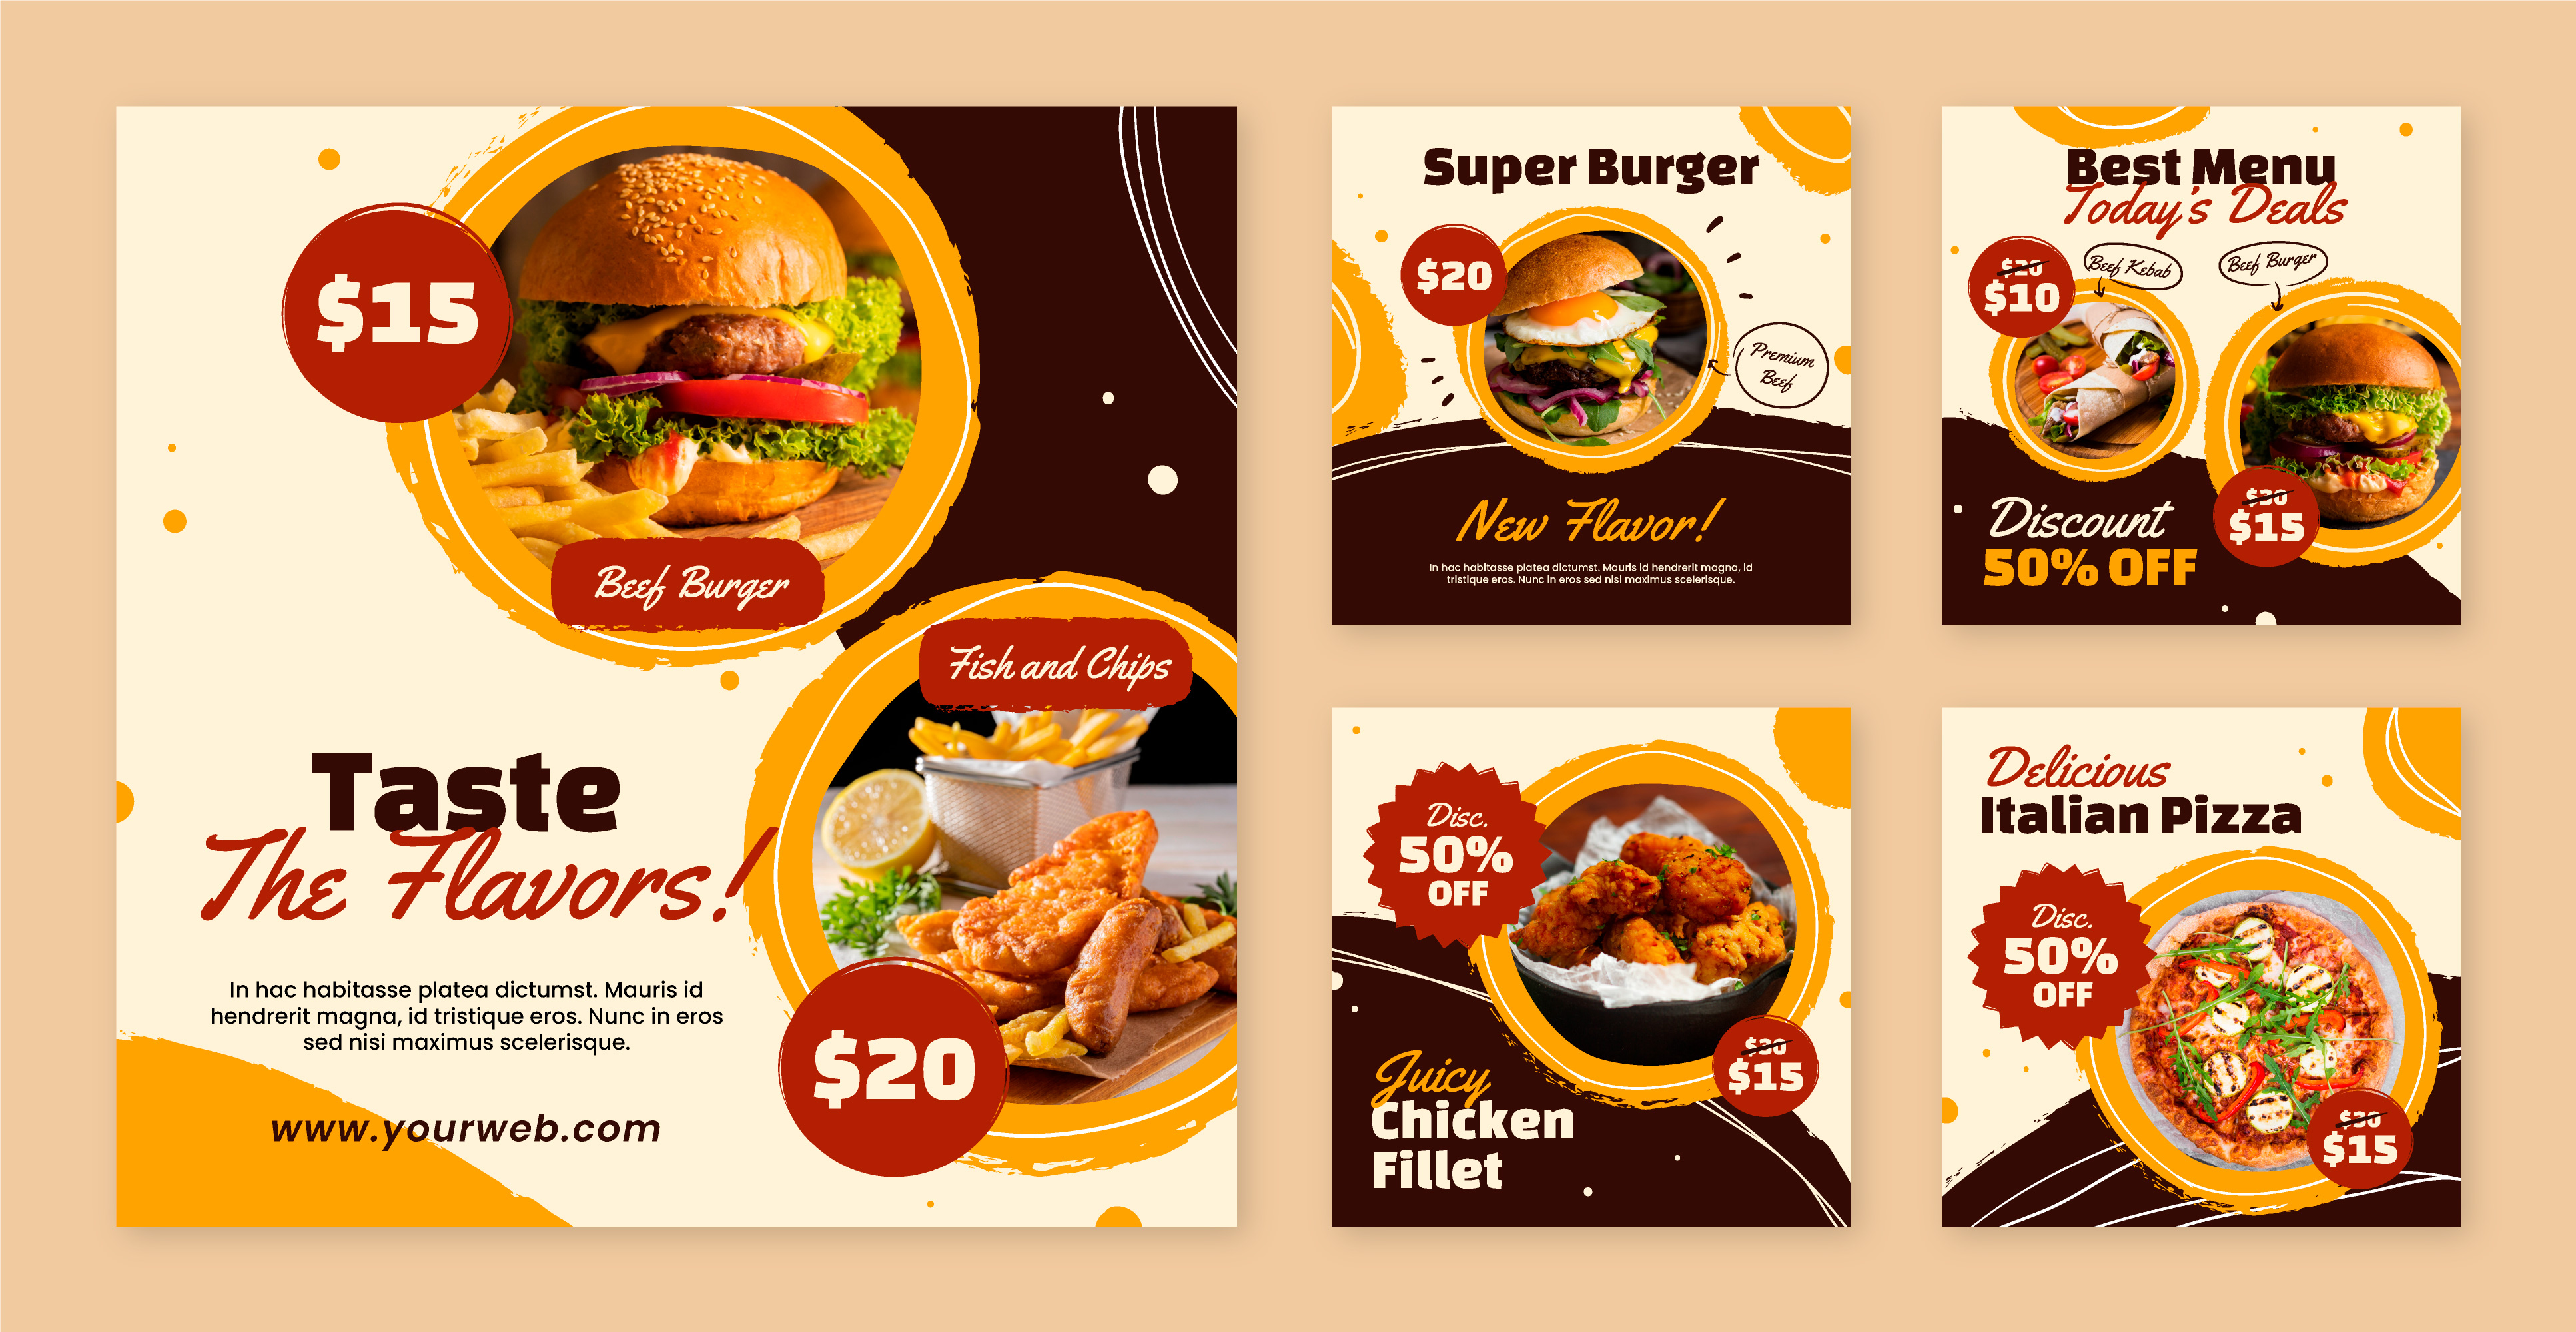 $15
Beef Burger
Fish and Chips
Taste
The Flavors!
In hac habitasse platea dictumst. Mauris id
hendrerit magna, id tristique eros. Nunc in eros
sed nisi maximus scelerisque.
www.yourweb.com
$20
Super Burger
$20
Premium
Beef
New Flavor!
In hac habitasse platea dictumst. Mauris id hendrerit magna, id
tristique eros. Nunc in eros sed nisi maximus scelerisque.
Best Menu
Today's Deals
$20
$10
Beef Kebab
Beef Burger
$30
$15
Discount
50% OFF
Disc.
50%
OFF
$30
$15
Juicy
Chicken
Fillet
Delicious
Italian Pizza
Disc.
50%
OFF
$30
$15